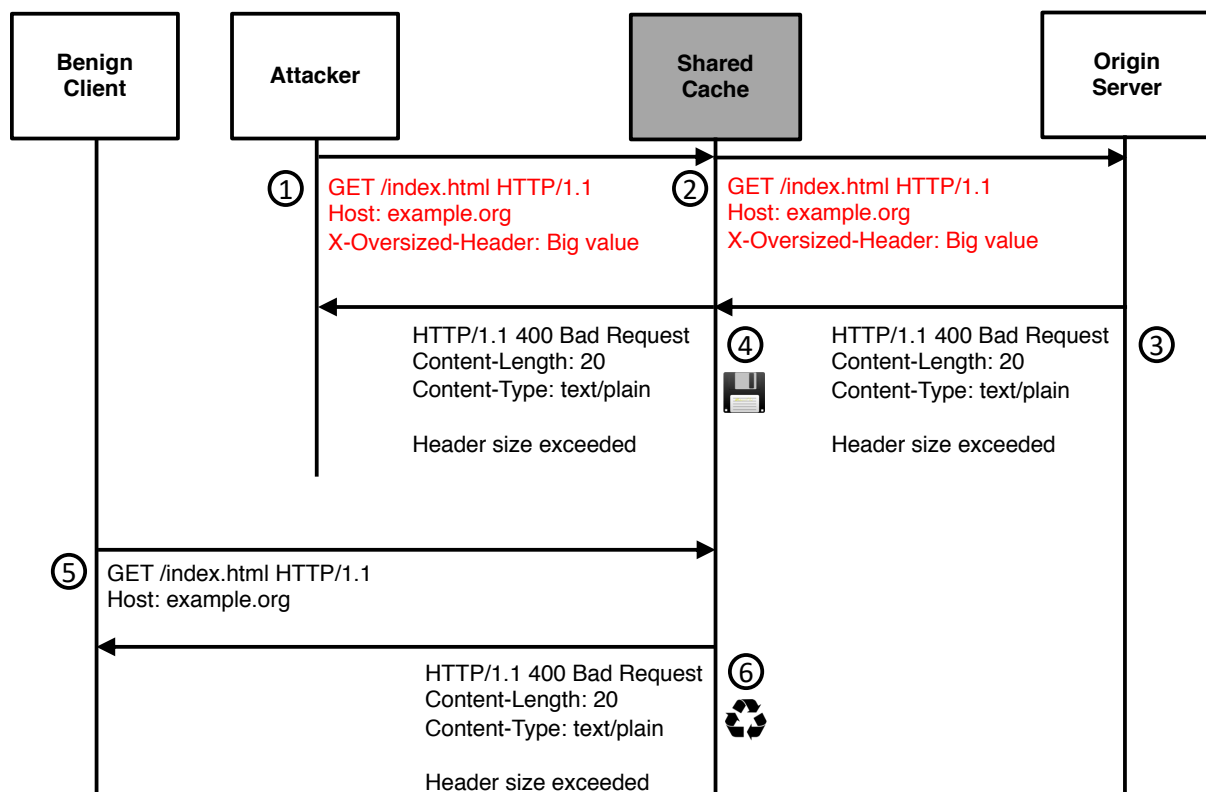 Benign
Client
Attacker
Shared
Cache
Origin
Server
1
GET /index.html HTTP/1.1
Host: example.org
X-Oversized-Header: Big value
2
GET /index.html HTTP/1.1
Host: example.org
X-Oversized-Header: Big value
HTTP/1.1 400 Bad Request
Content-Length: 20
Content-Type: text/plain
Header size exceeded
4
HTTP/1.1 400 Bad Request
Content-Length: 20
Content-Type: text/plain
Header size exceeded
3
5
GET /index.html HTTP/1.1
Host: example.org
HTTP/1.1 400 Bad Request
Content-Length: 20
Content-Type: text/plain
Header size exceeded
6